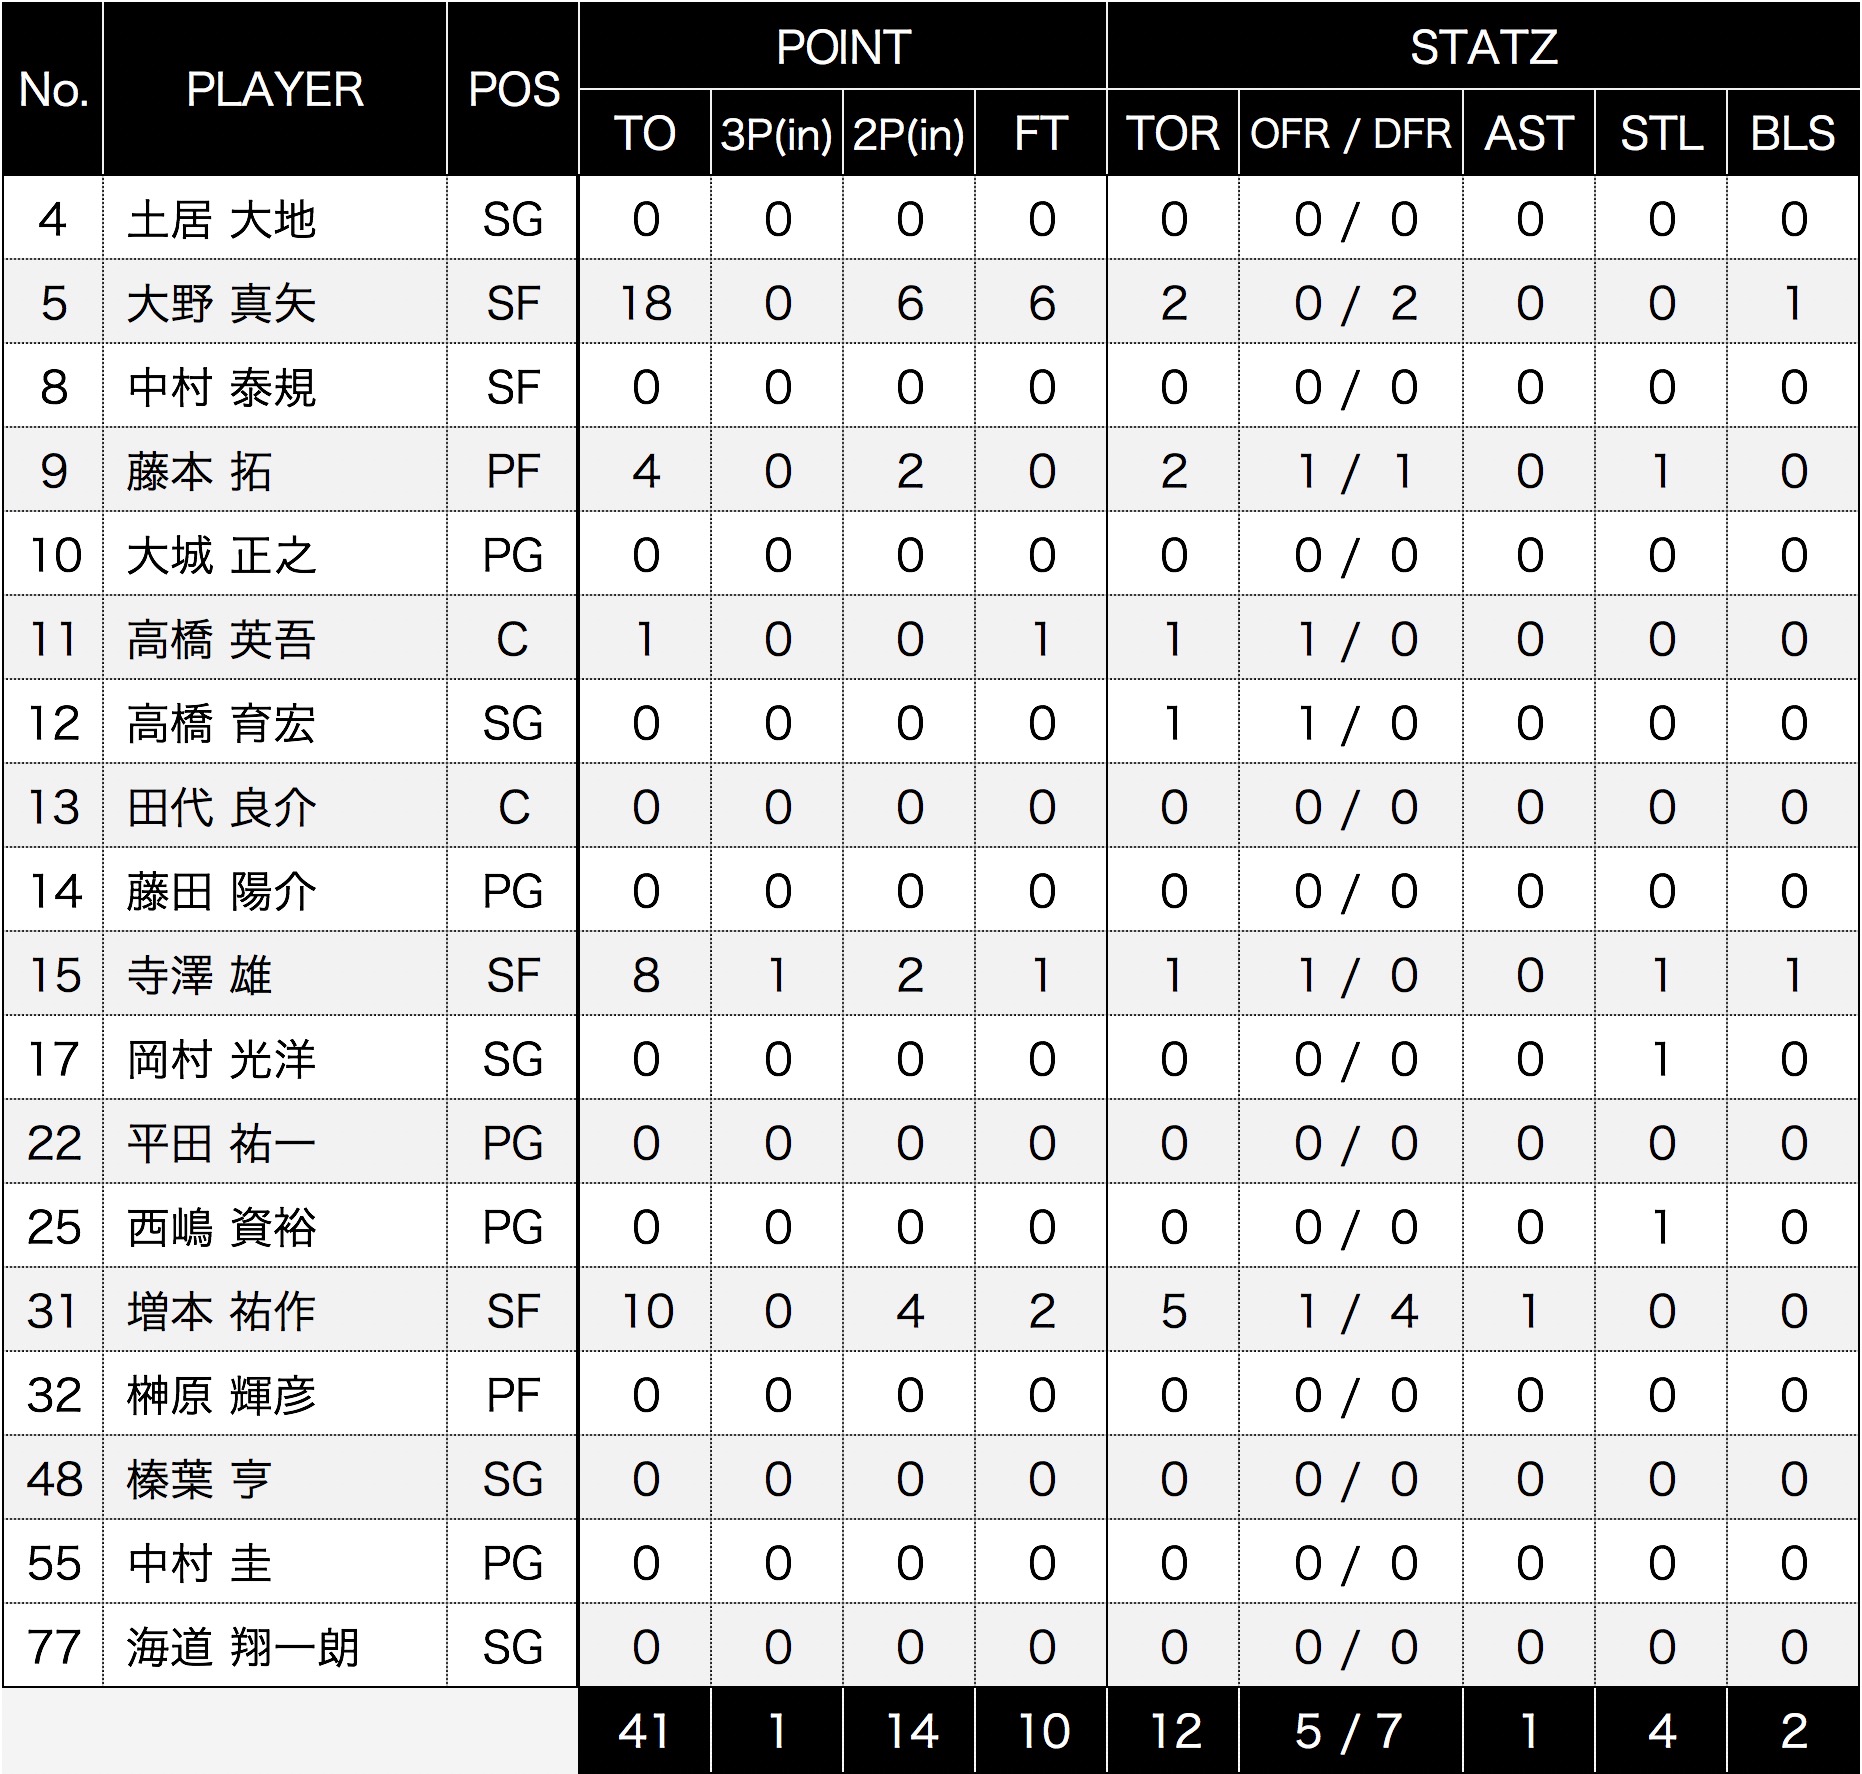 No. PLAYER POS POINT STATZ
TO 3P(in) 2P(in) FT TOR OFR / DFR AST STL BLS
4 土居 大地 SG 0 0 0 0 0 0 / 0 0 0 0
5 大野 真矢 SF 18 0 6 6 2 0 / 2 0 0 1
8 中村 泰規 SF 0 0 0 0 0 0 / 0 0 0 0
9 藤本 拓 PF 4 0 2 0 2 1 / 1 0 1 0
10 大城 正之 PG 0 0 0 0 0 0 / 0 0 0 0
11 高橋 英吾 C 1 0 0 1 1 1 / 0 0 0 0
12 高橋 育宏 SG 0 0 0 0 1 1 / 0 0 0 0
13 田代 良介 C 0 0 0 0 0 0 / 0 0 0 0
14 藤田 陽介 PG 0 0 0 0 0 0 / 0 0 0 0
15 寺澤 雄 SF 8 1 2 1 1 1 / 0 0 1 1
17 岡村 光洋 SG 0 0 0 0 0 0 / 0 0 1 0
22 平田 祐一 PG 0 0 0 0 0 0 / 0 0 0 0
25 西嶋 資裕 PG 0 0 0 0 0 0 / 0 0 1 0
31 増本 祐作 SF 10 0 4 2 5 1 / 4 1 0 0
32 榊原 輝彦 PF 0 0 0 0 0 0 / 0 0 0 0
48 榛葉 亨 SG 0 0 0 0 0 0 / 0 0 0 0
55 中村 圭 PG 0 0 0 0 0 0 / 0 0 0 0
77 海道 翔一朗 SG 0 0 0 0 0 0 / 0 0 0 0
41 1 14 10 12 5 / 7 1 4 2